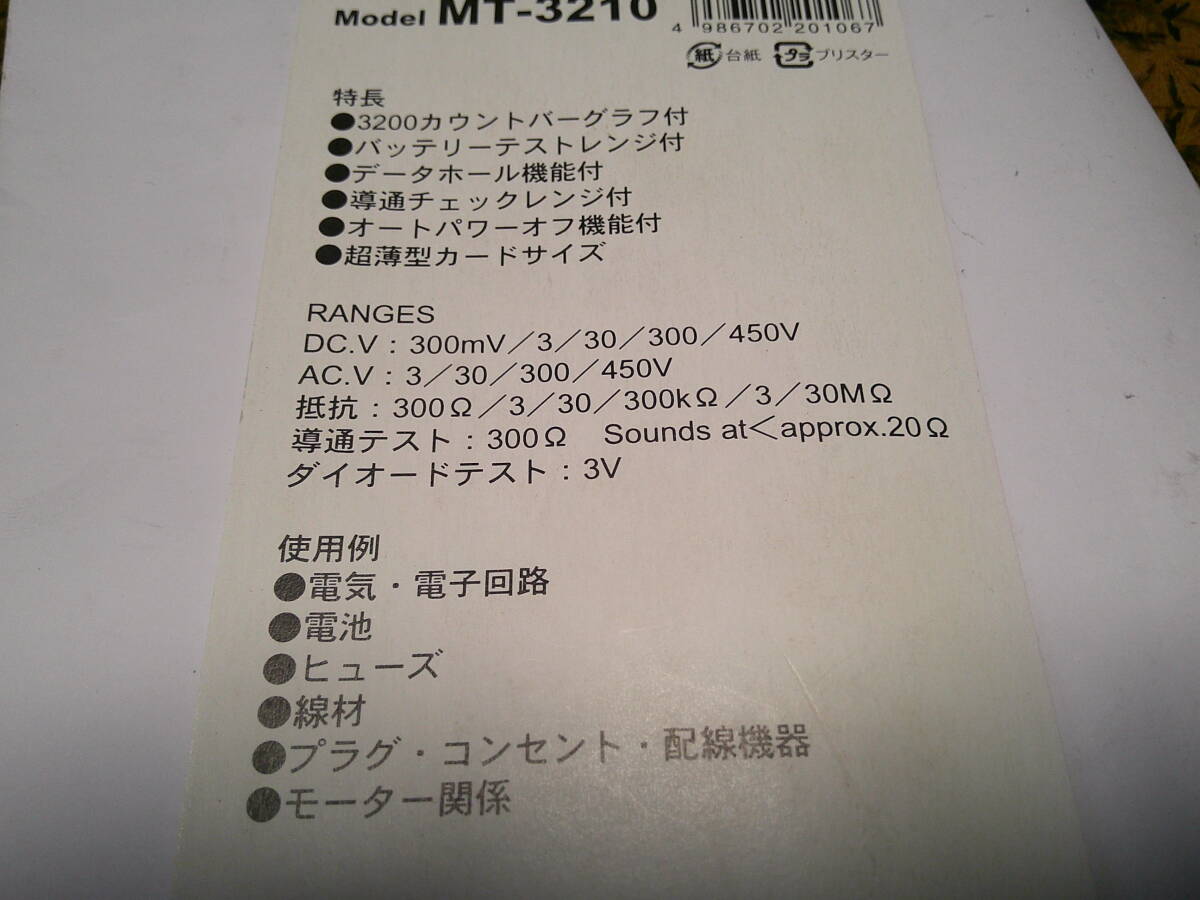 Model MT-3210
4 986702 201067
紙 台紙 プラ ブリスター
特長
●3200カウントバーグラフ付
●バッテリーテストレンジ付
●データホール機能付
●導通チェックレンジ付
●オートパワーオフ機能付
●超薄型カードサイズ
RANGES
DC.V：300mV／3／30／300／450V
AC.V：3／30／300／450V
抵抗：300Ω／3／30／300kΩ／3／30MΩ
導通テスト：300Ω　Sounds at＜approx.20Ω
ダイオードテスト：3V
使用例
●電気・電子回路
●電池
●ヒューズ
●線材
●プラグ・コンセント・配線機器
●モーター関係